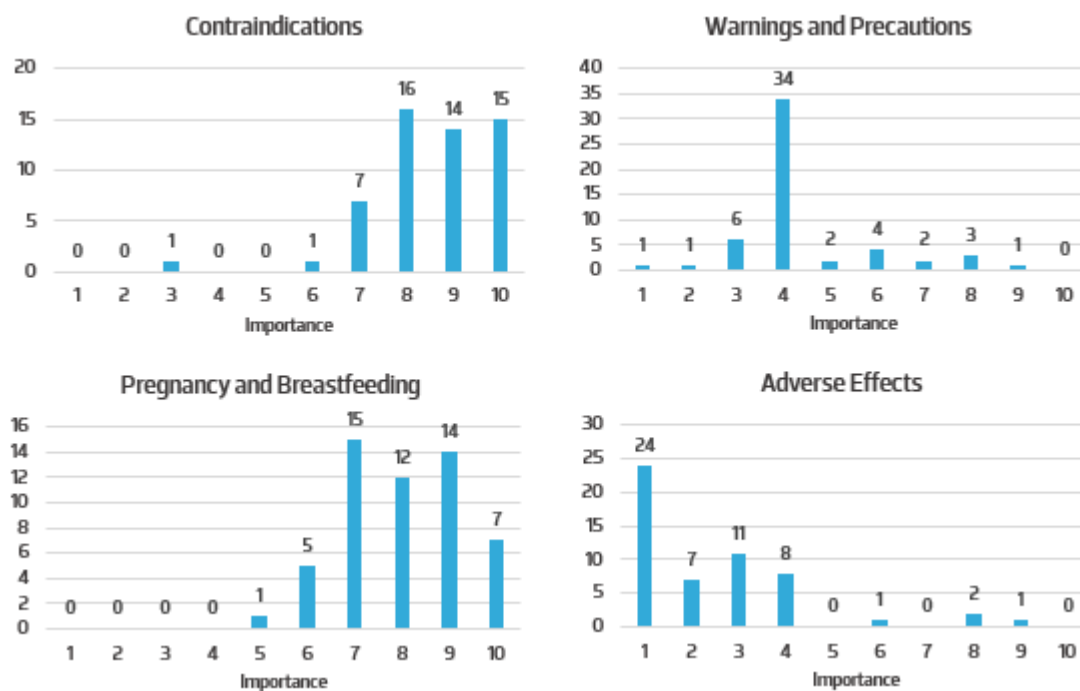 Contraindications
20
15
10
5
0
0 0 1 0 0 1 7 16 14 15
1 2 3 4 5 6 7 8 9 10
Importance
Warnings and Precautions
40
35
30
25
20
15
10
5
0
1 1 6 34 2 4 2 3 1 0
1 2 3 4 5 6 7 8 9 10
Importance
Pregnancy and Breastfeeding
16
14
12
10
8
6
4
2
0
0 0 0 0 1 5 15 12 14 7
1 2 3 4 5 6 7 8 9 10
Importance
Adverse Effects
30
25
20
15
10
5
0
24 7 11 8 0 1 0 2 1 0
1 2 3 4 5 6 7 8 9 10
Importance